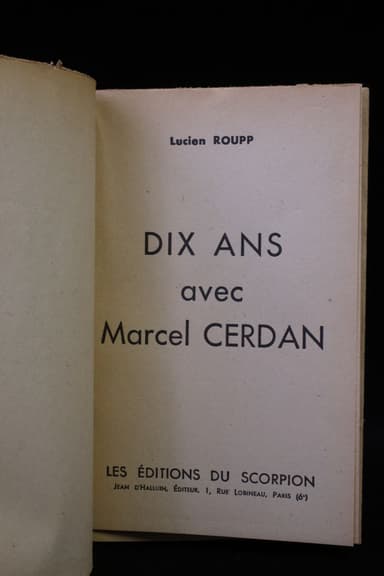 Lucien ROUPP
DIX ANS
avec
Marcel CERDAN
LES ÉDITIONS DU SCORPION
JEAN D'HALLUIN, ÉDITEUR, 1, RUE LOBINEAU, PARIS (6e)